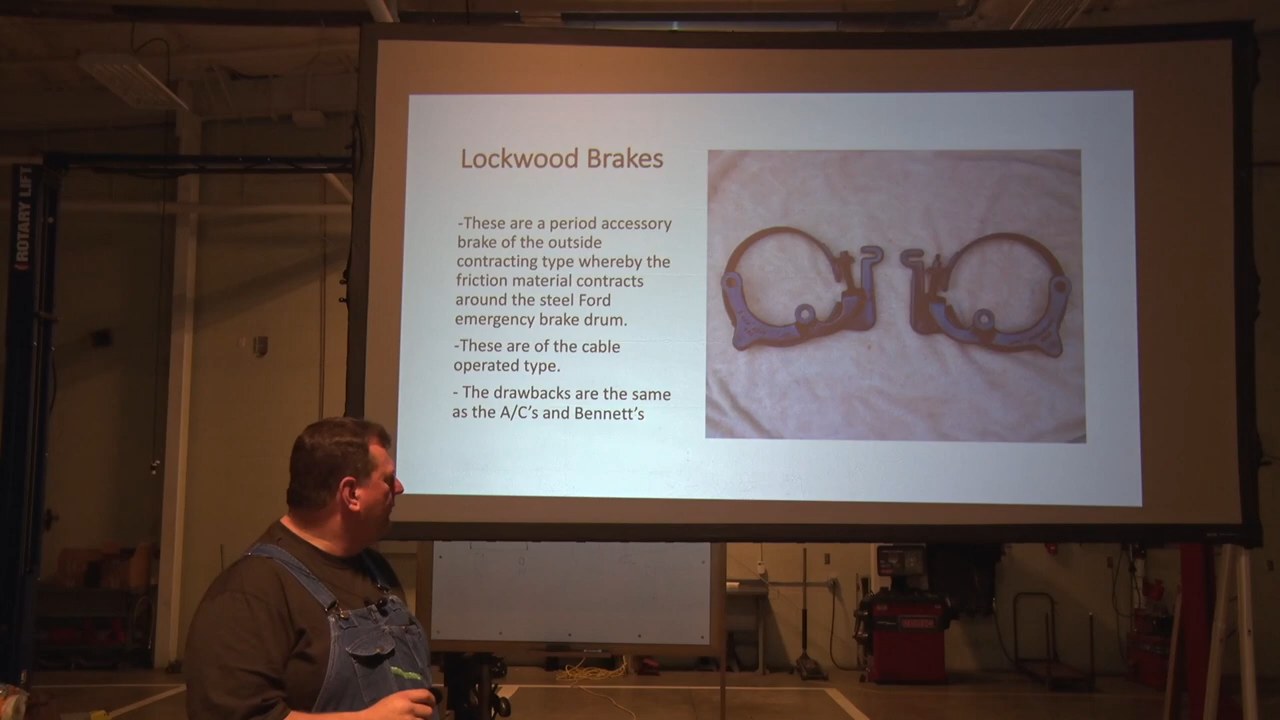 ROTARY LIFT
Lockwood Brakes
-These are a period accessory
brake of the outside
contracting type whereby the
friction material contracts
around the steel Ford
emergency brake drum.
-These are of the cable
operated type.
- The drawbacks are the same
as the A/C's and Bennett's